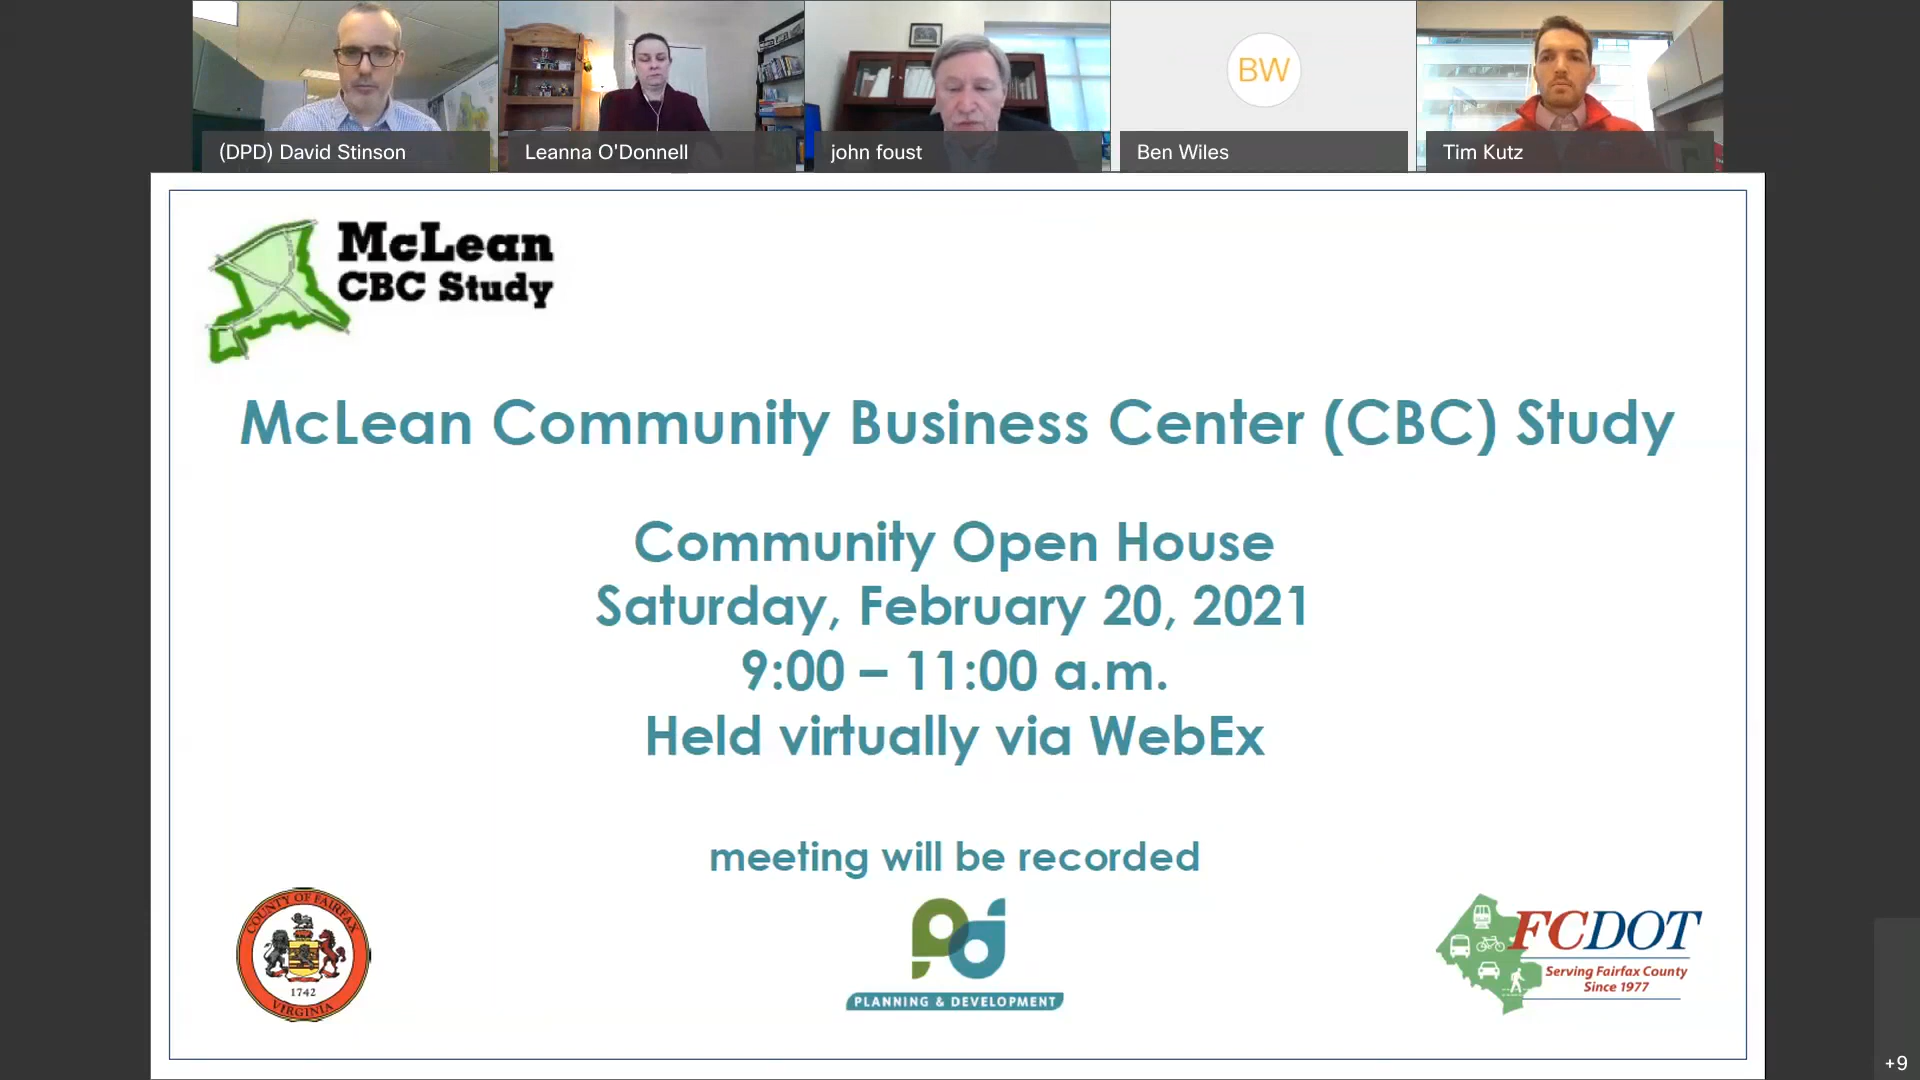 (DPD) David Stinson
Leanna O'Donnell
john foust
BW
Ben Wiles
Tim Kutz
McLean
CBC Study
McLean Community Business Center (CBC) Study
Community Open House
Saturday, February 20, 2021
9:00 – 11:00 a.m.
Held virtually via WebEx
meeting will be recorded
COUNTY OF FAIRFAX
1742
VIRGINIA
pd
PLANNING & DEVELOPMENT
FCDOT
Serving Fairfax County
Since 1977
+9